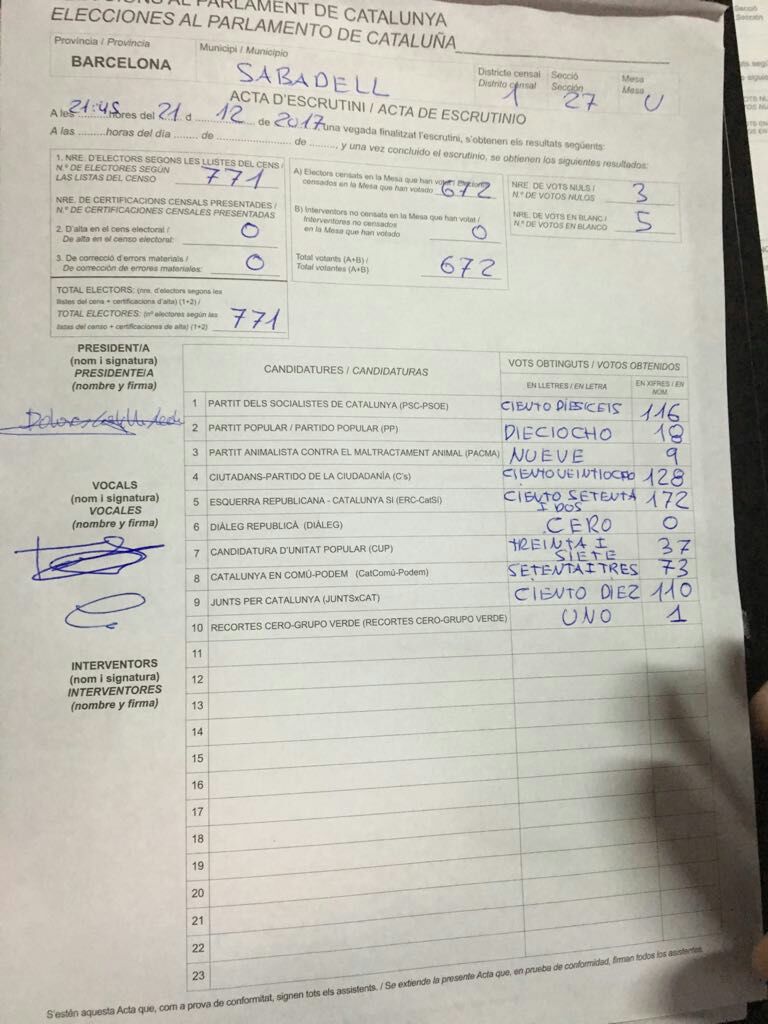 ELECCIONS AL PARLAMENT DE CATALUNYA
ELECCIONES AL PARLAMENTO DE CATALUÑA
Provincia / Provincia
BARCELONA
Municipi / Municipio
SABADELL
Districte censal
Distrito censal
1
Secció
Sección
27
Mesa
Mesa
U
ACTA D'ESCRUTINI / ACTA DE ESCRUTINIO
A les 21:45 hores del 21 d 12 de 2017 una vegada finalitzat l'escrutini, s'obtenen els resultats següents:
A las .........horas del día ........ de ........................ de ........, y una vez concluido el escrutinio, se obtienen los siguientes resultados:
1. NRE. D'ELECTORS SEGONS LES LLISTES DEL CENS /
N.º DE ELECTORES SEGÚN
LAS LISTAS DEL CENSO
771
NRE. DE CERTIFICACIONS CENSALS PRESENTADES /
N.º DE CERTIFICACIONES CENSALES PRESENTADAS
2. D'alta en el cens electoral /
De alta en el censo electoral:
0
3. De correcció d'errors materials /
De corrección de errores materiales:
0
TOTAL ELECTORS: (nre. d'electors segons les
llistes del cens + certificacions d'alta) (1+2) /
TOTAL ELECTORES: (nº electores según las
listas del censo + certificaciones de alta) (1+2)
771
A) Electors censats en la Mesa que han votat / Electores
censados en la Mesa que han votado
672
B) Interventors no censats en la Mesa que han votat /
Interventores no censados
en la Mesa que han votado
0
Total votants (A+B) /
Total votantes (A+B)
672
NRE. DE VOTS NULS /
N.º DE VOTOS NULOS
3
NRE. DE VOTS EN BLANC /
N.º DE VOTOS EN BLANCO
5
PRESIDENT/A
(nom i signatura)
PRESIDENTE/A
(nombre y firma)
VOCALS
(nom i signatura)
VOCALES
(nombre y firma)
INTERVENTORS
(nom i signatura)
INTERVENTORES
(nombre y firma)
CANDIDATURES / CANDIDATURAS
VOTS OBTINGUTS / VOTOS OBTENIDOS
EN LLETRES / EN LETRA
EN XIFRES / EN
NÚM.
1 PARTIT DELS SOCIALISTES DE CATALUNYA (PSC-PSOE) CIENTO DIESICEIS 116
2 PARTIT POPULAR / PARTIDO POPULAR (PP) DIECIOCHO 18
3 PARTIT ANIMALISTA CONTRA EL MALTRACTAMENT ANIMAL (PACMA) NUEVE 9
4 CIUTADANS-PARTIDO DE LA CIUDADANÍA (C's) CIENTO VEINTIOCHO 128
5 ESQUERRA REPUBLICANA - CATALUNYA SÍ (ERC-CatSí) CIENTO SETENTA I DOS 172
6 DIÀLEG REPUBLICÀ (DIÀLEG) CERO 0
7 CANDIDATURA D'UNITAT POPULAR (CUP) TREINTA I SIETE 37
8 CATALUNYA EN COMÚ-PODEM (CatComú-Podem) SETENTA I TRES 73
9 JUNTS PER CATALUNYA (JUNTSxCAT) CIENTO DIEZ 110
10 RECORTES CERO-GRUPO VERDE (RECORTES CERO-GRUPO VERDE) UNO 1
11
12
13
14
15
16
17
18
19
20
21
22
23
S'estén aquesta Acta que, com a prova de conformitat, signen tots els assistents. / Se extiende la presente Acta que, en prueba de conformidad, firman todos los asistentes.
Secció
Sección